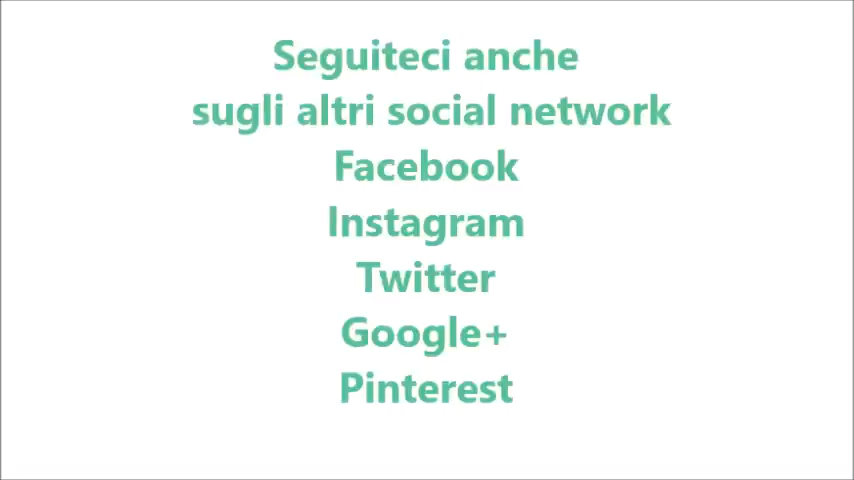 Seguiteci anche
sugli altri social network
Facebook
Instagram
Twitter
Google+
Pinterest